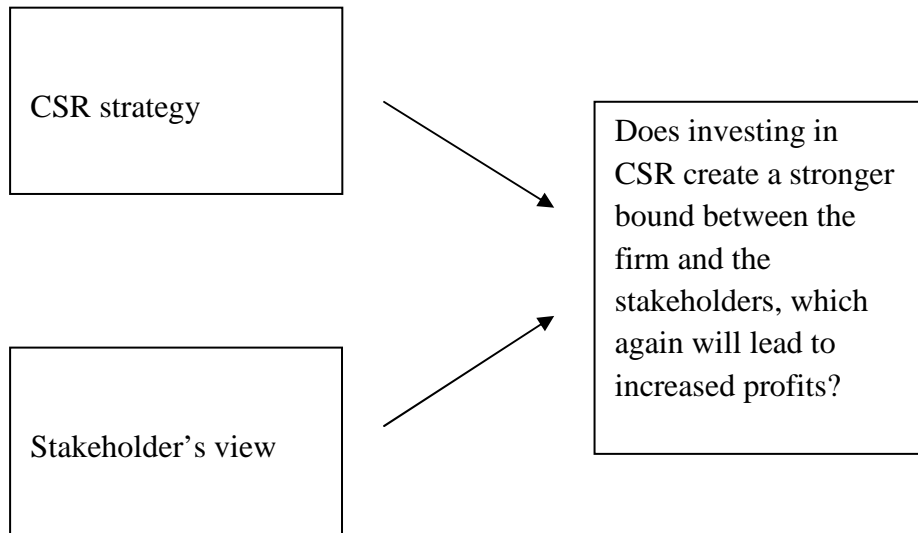 CSR strategy
Does investing in
CSR create a stronger
bound between the
firm and the
stakeholders, which
again will lead to
increased profits?
Stakeholder’s view